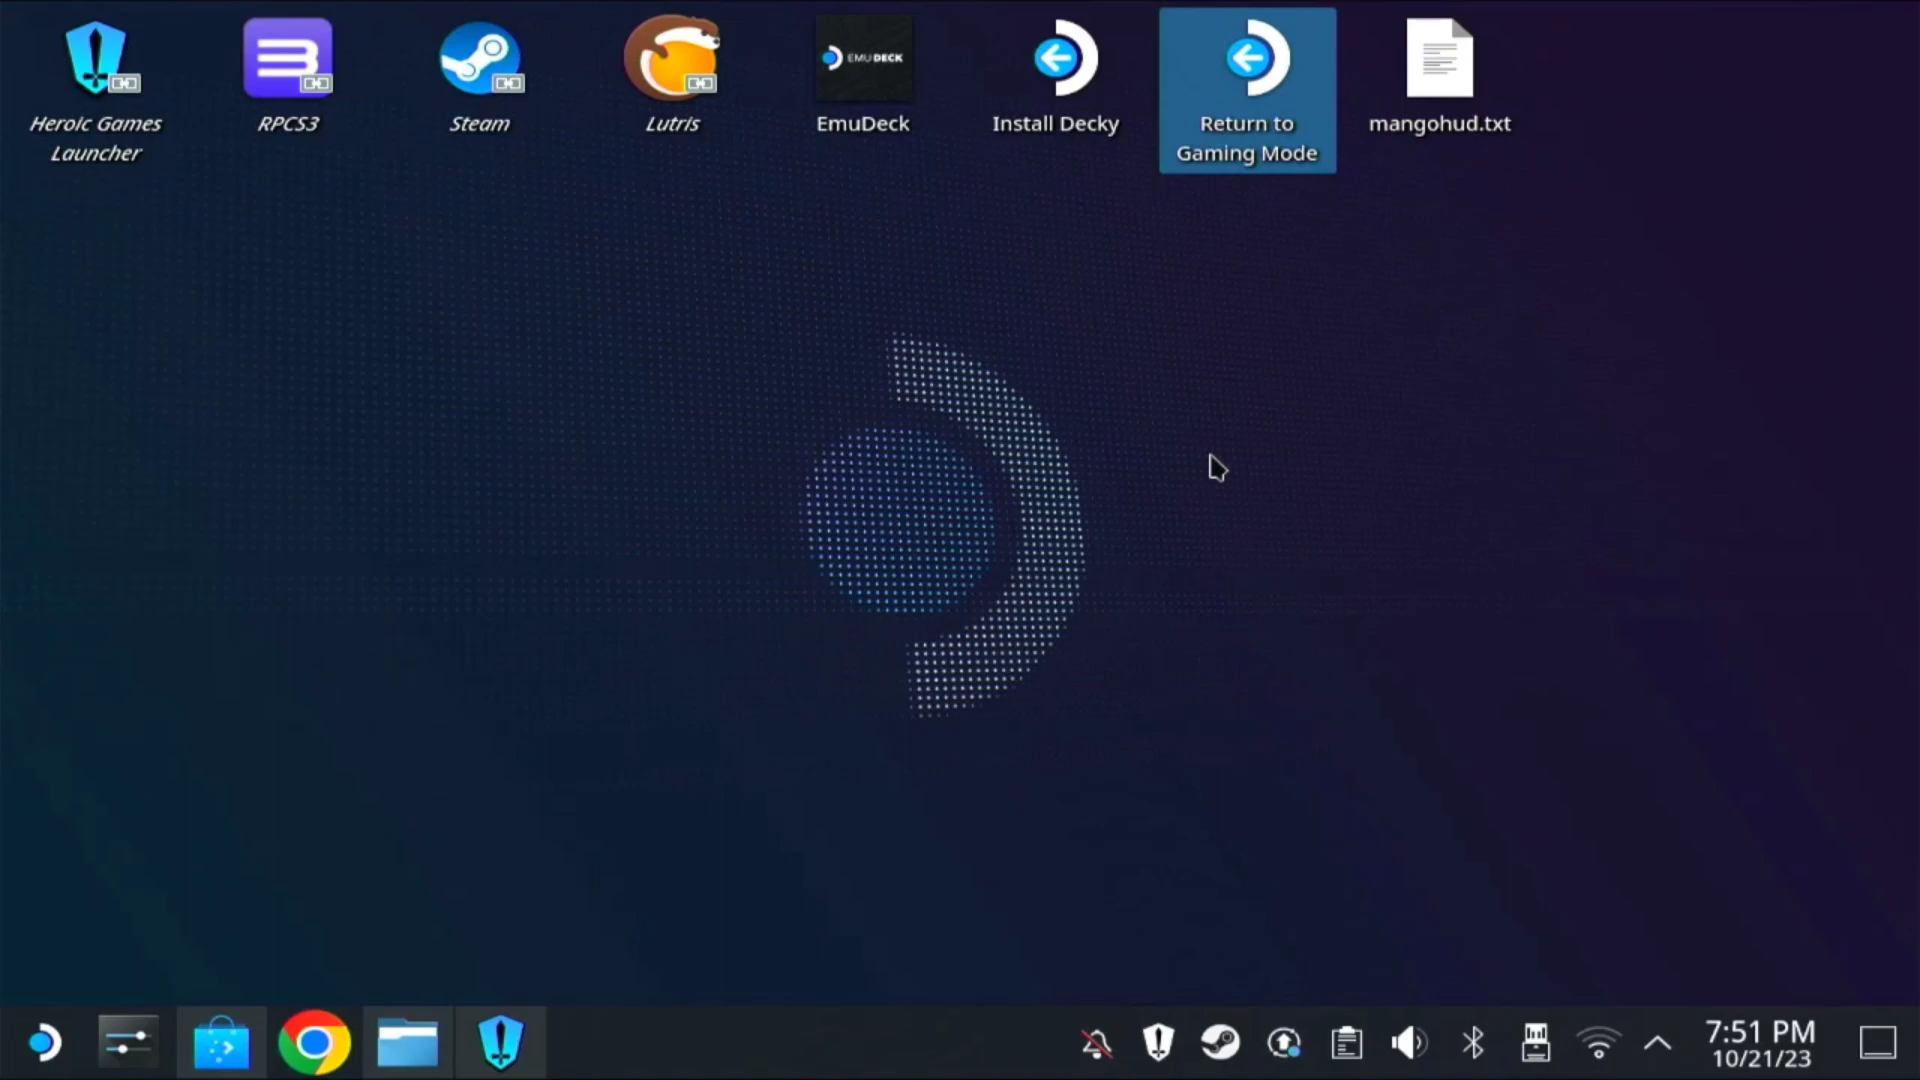 EMUDECK
Heroic Games
Launcher
RPCS3
Steam
Lutris
EmuDeck
Install Decky
Return to
Gaming Mode
mangohud.txt
7:51 PM
10/21/23